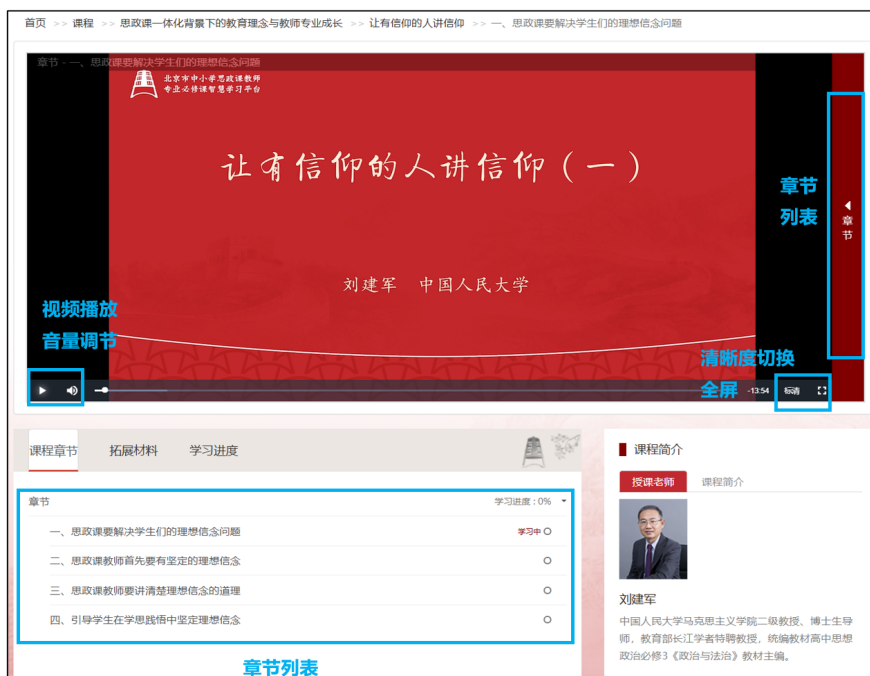 首页 >> 课程 >> 思政课一体化背景下的教育理念与教师专业成长 >> 让有信仰的人讲信仰 >> 一、思政课要解决学生们的理想信念问题
章节 - 一、思政课要解决学生们的理想信念问题
北京市中小学思政课教师
专业必修课智慧学习平台
让有信仰的人讲信仰（一）
刘建军 中国人民大学
章节
列表
章节
视频播放
音量调节
清晰度切换
全屏
-13:54 标清
课程章节 拓展材料 学习进度
章节 学习进度：0%
一、思政课要解决学生们的理想信念问题 学习中
二、思政课教师首先要有坚定的理想信念
三、思政课教师要讲清楚理想信念的道理
四、引导学生在学思践悟中坚定理想信念
章节列表
课程简介
授课老师 课程简介
刘建军
中国人民大学马克思主义学院二级教授、博士生导
师，教育部长江学者特聘教授，统编教材高中思想
政治必修3《政治与法治》教材主编。